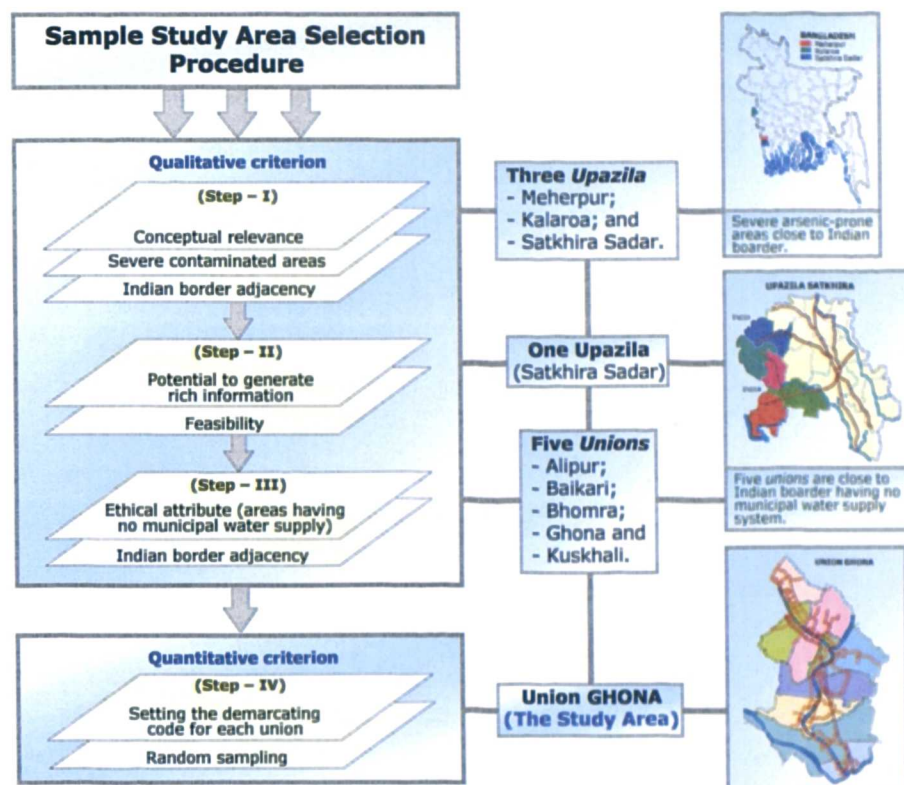 Sample Study Area Selection
Procedure
Qualitative criterion
(Step – I)
Conceptual relevance
Severe contaminated areas
Indian border adjacency
(Step – II)
Potential to generate
rich information
Feasibility
(Step – III)
Ethical attribute (areas having
no municipal water supply)
Indian border adjacency
Quantitative criterion
(Step – IV)
Setting the demarcating
code for each union
Random sampling
Three Upazila
- Meherpur;
- Kalaroa; and
- Satkhira Sadar.
One Upazila
(Satkhira Sadar)
Five Unions
- Alipur;
- Baikari;
- Bhomra;
- Ghona and
- Kuskhali.
Union GHONA
(The Study Area)
BANGLADESH
Meherpur
Kalaroa
Satkhira Sadar
Severe arsenic-prone
areas close to Indian
boarder.
UPAZILA SATKHIRA
INDIA
INDIA
Five unions are close to
Indian boarder having no
municipal water supply
system.
UNION GHONA